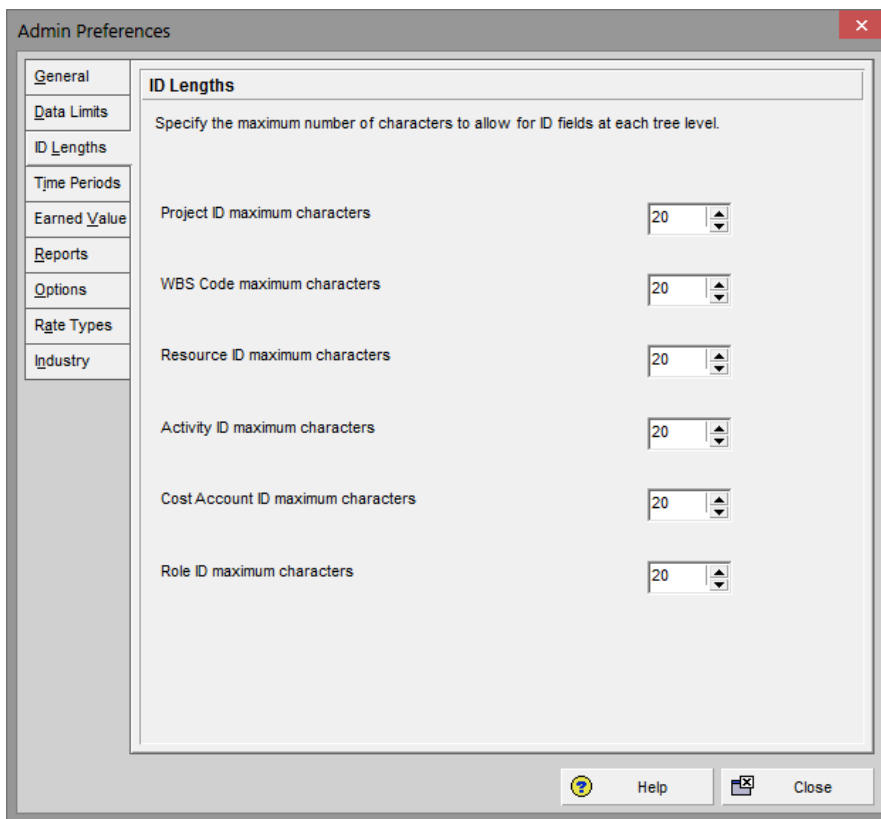 Admin Preferences
General
Data Limits
ID Lengths
Time Periods
Earned Value
Reports
Options
Rate Types
Industry
ID Lengths
Specify the maximum number of characters to allow for ID fields at each tree level.
Project ID maximum characters 20
WBS Code maximum characters 20
Resource ID maximum characters 20
Activity ID maximum characters 20
Cost Account ID maximum characters 20
Role ID maximum characters 20
Help Close